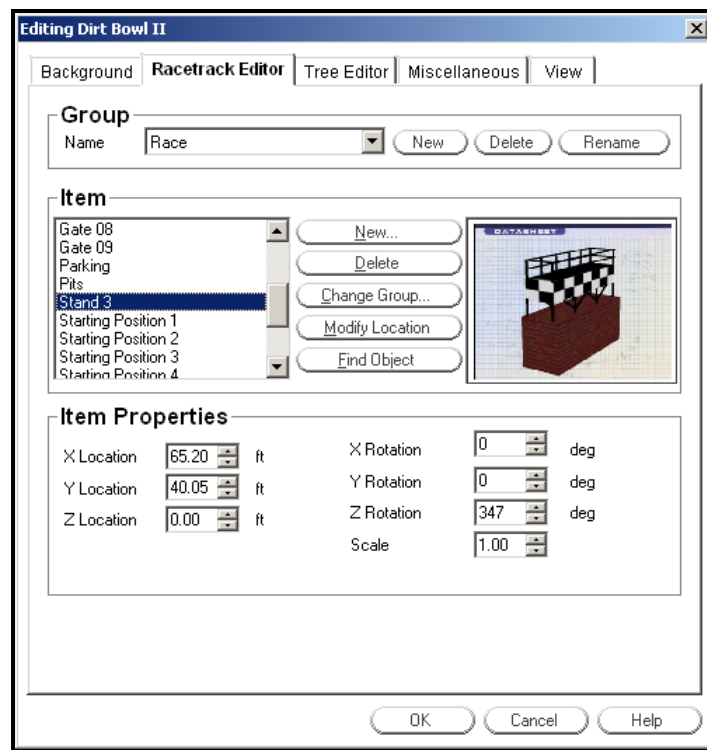 Editing Dirt Bowl II
Background Racetrack Editor Tree Editor Miscellaneous View
Group
Name Race New Delete Rename
Item
Gate 08
Gate 09
Parking
Pits
Stand 3
Starting Position 1
Starting Position 2
Starting Position 3
Starting Position 4
New...
Delete
Change Group...
Modify Location
Find Object
DATASHEET
Item Properties
X Location 65.20 ft
Y Location 40.05 ft
Z Location 0.00 ft
X Rotation 0 deg
Y Rotation 0 deg
Z Rotation 347 deg
Scale 1.00
OK Cancel Help